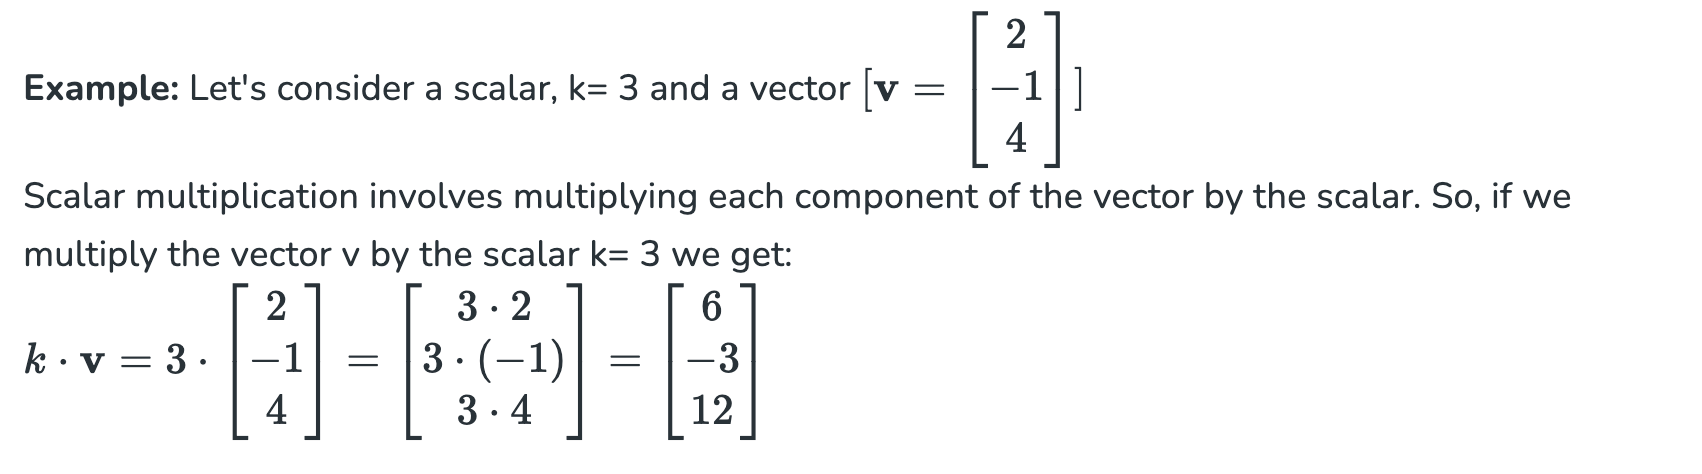 Example: Let's consider a scalar, k= 3 and a vector [v = [2 −1 4] ]
Scalar multiplication involves multiplying each component of the vector by the scalar. So, if we
multiply the vector v by the scalar k= 3 we get:
k · v = 3 · [2 −1 4] = [3 · 2 3 · (−1) 3 · 4] = [6 −3 12]